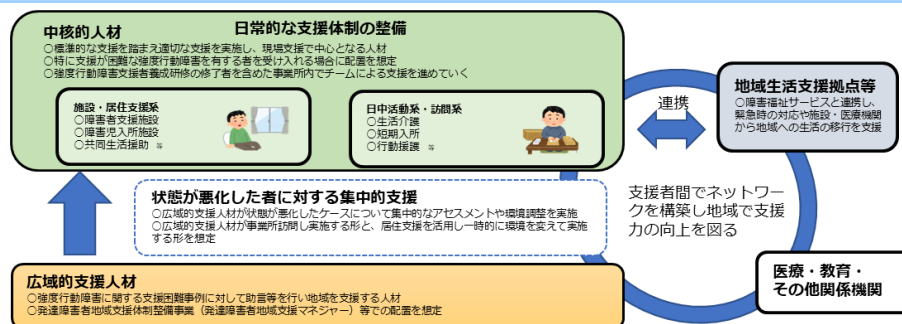 中核的人材
日常的な支援体制の整備
○標準的な支援を踏まえ適切な支援を実施し、現場支援で中心となる人材
○特に支援が困難な強度行動障害を有する者を受け入れる場合に配置を想定
○強度行動障害支援者養成研修の修了者を含めた事業所内でチームによる支援を進めていく
施設・居住支援系
○障害者支援施設
○障害児入所施設
○共同生活援助 等
日中活動系・訪問系
○生活介護
○短期入所
○行動援護 等
連携
地域生活支援拠点等
○障害福祉サービスと連携し、
緊急時の対応や施設・医療機関
から地域への生活の移行を支援
状態が悪化した者に対する集中的支援
○広域的支援人材が状態が悪化したケースについて集中的なアセスメントや環境調整を実施
○広域的支援人材が事業所訪問し実施する形と、居住支援を活用し一時的に環境を変えて実施
する形を想定
支援者間でネットワー
クを構築し地域で支援
力の向上を図る
広域的支援人材
○強度行動障害に関する支援困難事例に対して助言等を行い地域を支援する人材
○発達障害者地域支援体制整備事業（発達障害者地域支援マネジャー）等での配置を想定
医療・教育・
その他関係機関